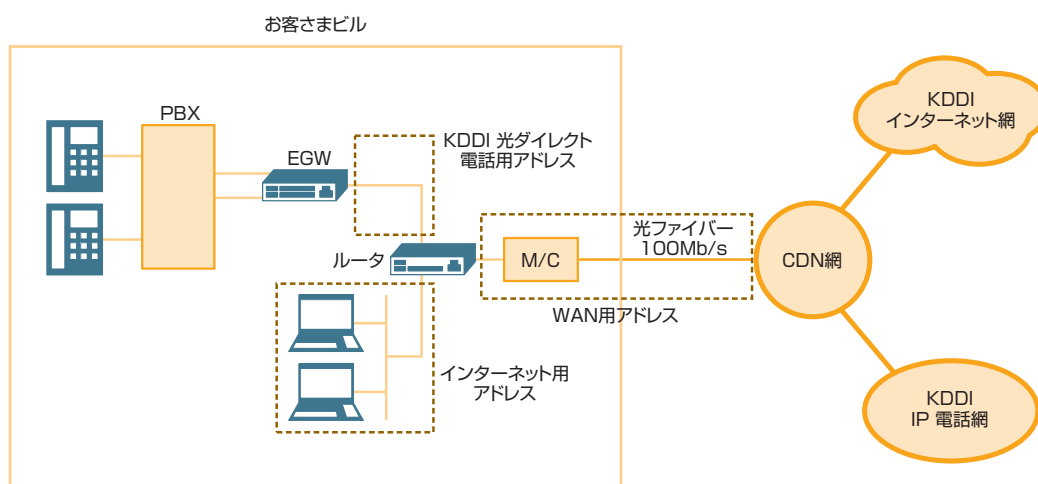 お客さまビル
PBX
EGW
KDDI 光ダイレクト
電話用アドレス
ルータ
M/C
光ファイバー
100Mb/s
WAN用アドレス
インターネット用
アドレス
KDDI
インターネット網
CDN網
KDDI
IP 電話網